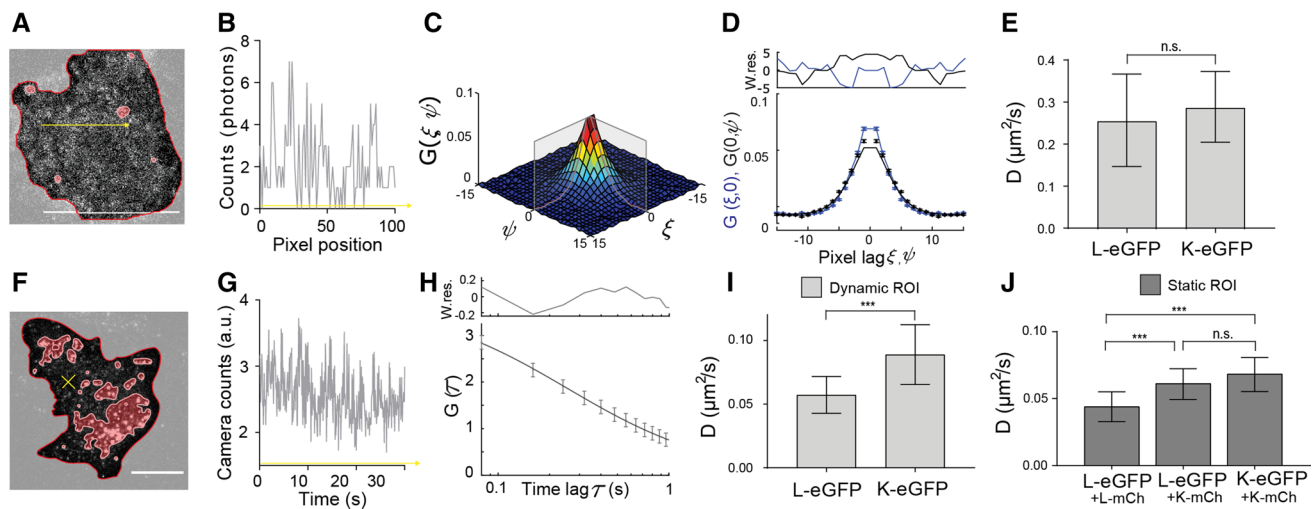 A
B
Counts (photons)
8
6
4
2
0
0
50
100
Pixel position
C
G(ξ ψ)
0.1
0.05
0
-15
0
ψ
15
15
ξ
0
-15
D
W.res.
5
0
-5
G (ξ,0), G(0,ψ)
0.1
0.05
0
-10
0
10
Pixel lag ξ,ψ
E
n.s.
D (µm²/s)
0.4
0.3
0.2
0.1
0.0
L-eGFP
K-eGFP
F
G
Camera counts (a.u.)
4
3
2
0
10
20
30
Time (s)
H
W.res.
0.2
0
-0.2
G (τ)
3
2
1
0
0.1
1
Time lag τ (s)
I
Dynamic ROI
***
D (µm²/s)
0.10
0.05
0.00
L-eGFP
K-eGFP
J
Static ROI
***
***
n.s.
D (µm²/s)
0.10
0.05
0.00
L-eGFP
+L-mCh
L-eGFP
+K-mCh
K-eGFP
+K-mCh